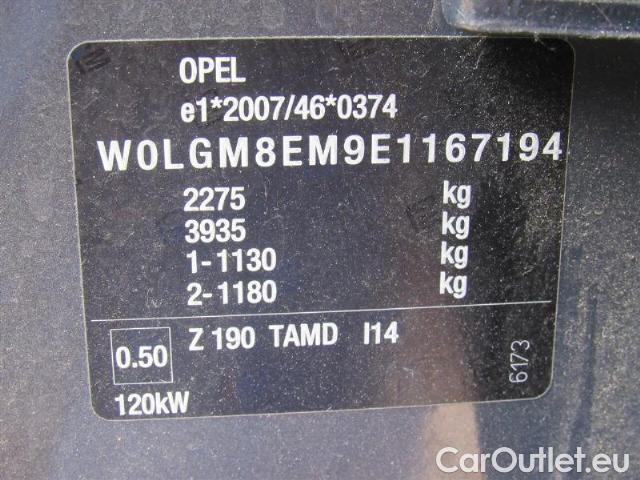 OPEL
e1*2007/46*0374
W0LGM8EM9E1167194
2275 kg
3935 kg
1-1130 kg
2-1180 kg
0.50 Z 190 TAMD I14
120kW
6173
CarOutlet.eu